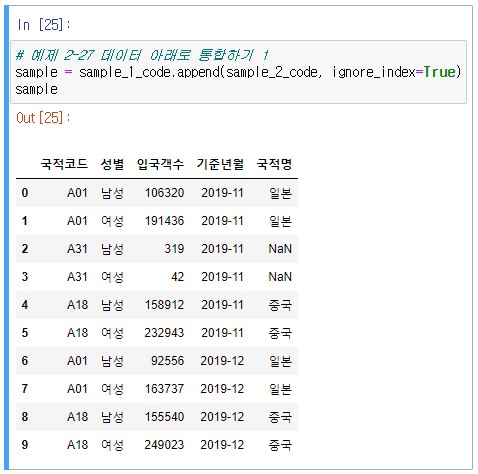 In [25]:
# 예제 2-27 데이터 아래로 통합하기 1
sample = sample_1_code.append(sample_2_code, ignore_index=True)
sample
Out[25]:
국적코드 성별 입국객수 기준년월 국적명
0 A01 남성 106320 2019-11 일본
1 A01 여성 191436 2019-11 일본
2 A31 남성 319 2019-11 NaN
3 A31 여성 42 2019-11 NaN
4 A18 남성 158912 2019-11 중국
5 A18 여성 232943 2019-11 중국
6 A01 남성 92556 2019-12 일본
7 A01 여성 163737 2019-12 일본
8 A18 남성 155540 2019-12 중국
9 A18 여성 249023 2019-12 중국